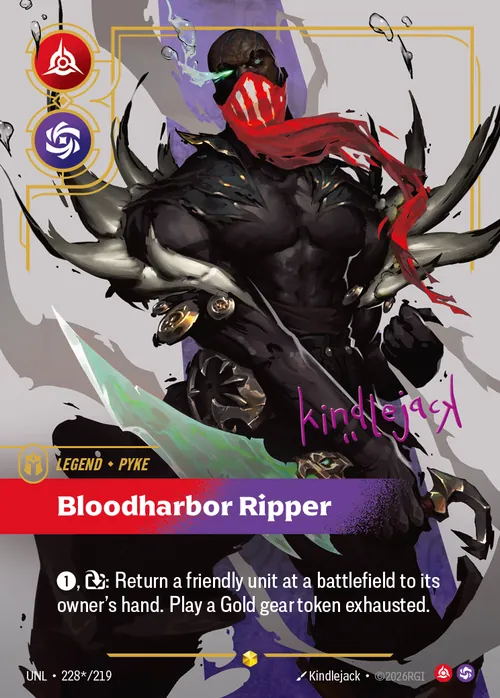 kindlejack
LEGEND • PYKE
Bloodharbor Ripper
1, : Return a friendly unit at a battlefield to its
owner's hand. Play a Gold gear token exhausted.
UNL • 228*/219 Kindlejack • ©2026RGI